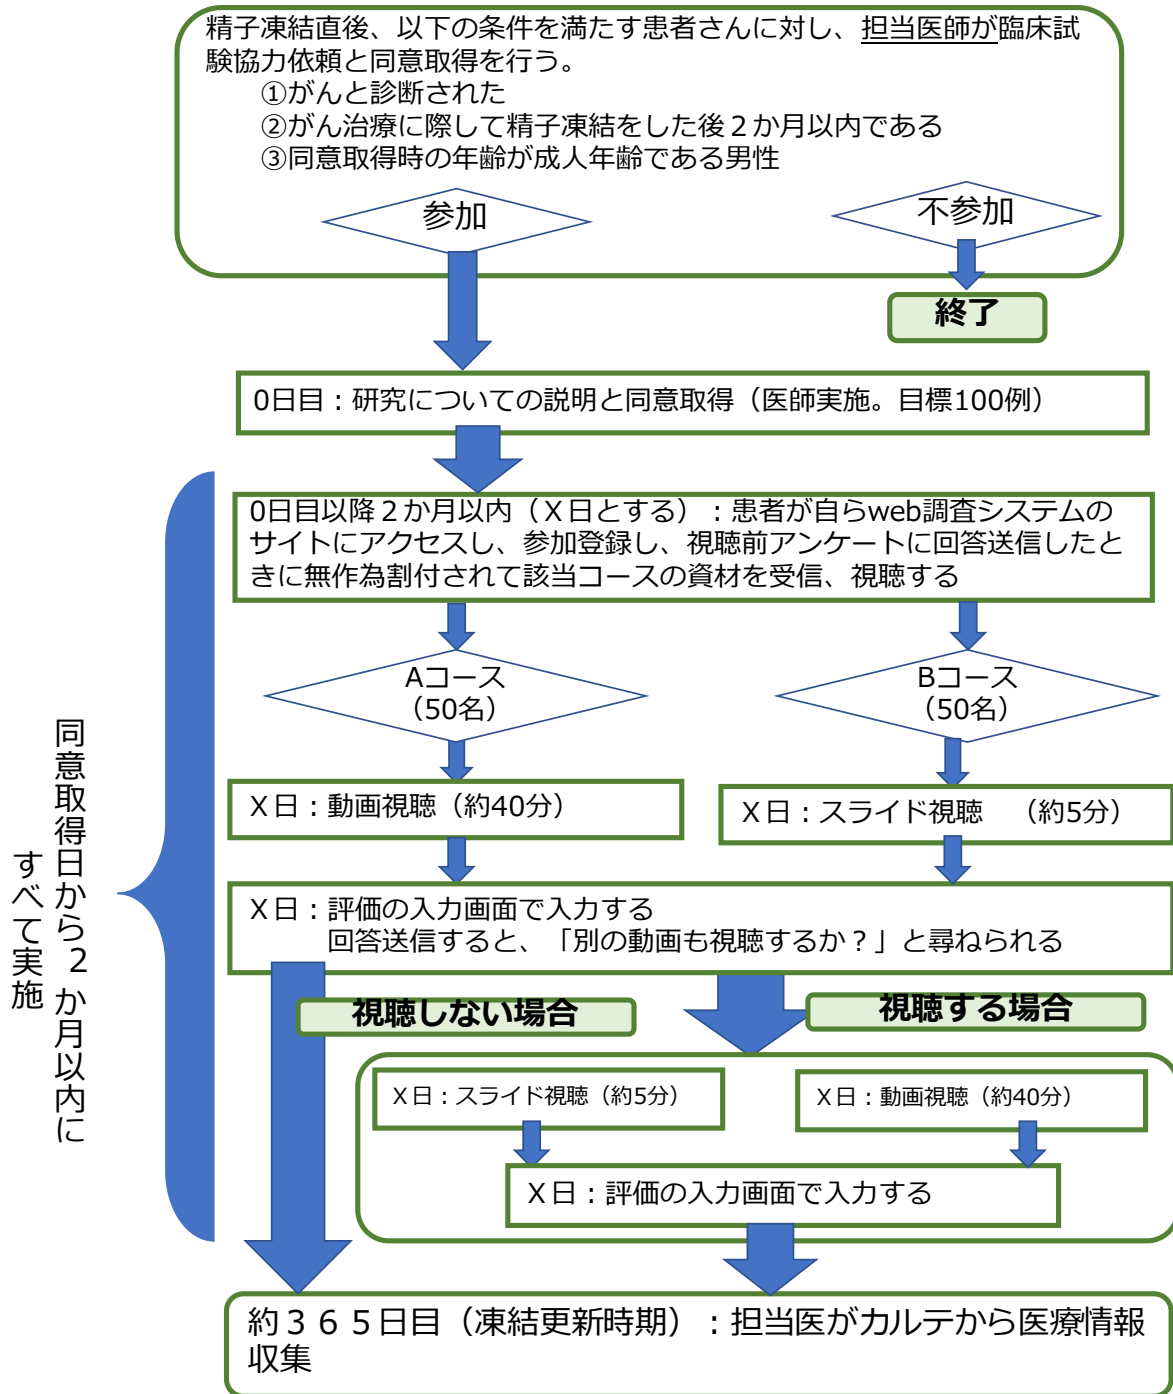 精子凍結直後、以下の条件を満たす患者さんに対し、担当医師が臨床試
験協力依頼と同意取得を行う。
①がんと診断された
②がん治療に際して精子凍結をした後２か月以内である
③同意取得時の年齢が成人年齢である男性
参加
不参加
終了
0日目：研究についての説明と同意取得（医師実施。目標100例）
0日目以降２か月以内（Ｘ日とする）：患者が自らweb調査システムの
サイトにアクセスし、参加登録し、視聴前アンケートに回答送信したと
きに無作為割付されて該当コースの資材を受信、視聴する
Aコース
（50名）
Bコース
（50名）
Ｘ日：動画視聴（約40分）
Ｘ日：スライド視聴　（約5分）
同意取得日から２か月以内に
すべて実施
Ｘ日：評価の入力画面で入力する
回答送信すると、「別の動画も視聴するか？」と尋ねられる
視聴しない場合
視聴する場合
Ｘ日：スライド視聴（約5分）
Ｘ日：動画視聴（約40分）
Ｘ日：評価の入力画面で入力する
約３６５日目（凍結更新時期）：担当医がカルテから医療情報
収集